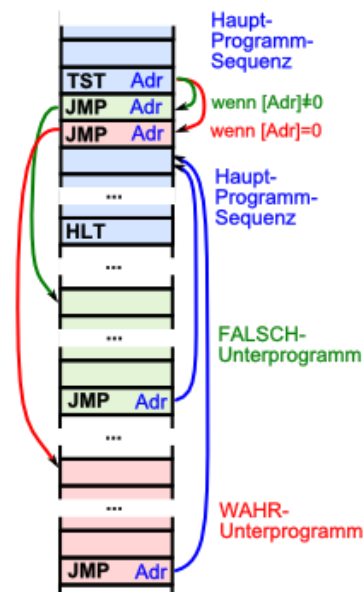 Haupt-
Programm-
Sequenz
TST Adr
JMP Adr
wenn [Adr]≠0
JMP Adr
wenn [Adr]=0
Haupt-
Programm-
Sequenz
...
HLT
...
...
FALSCH-
Unterprogramm
JMP Adr
...
...
WAHR-
Unterprogramm
JMP Adr